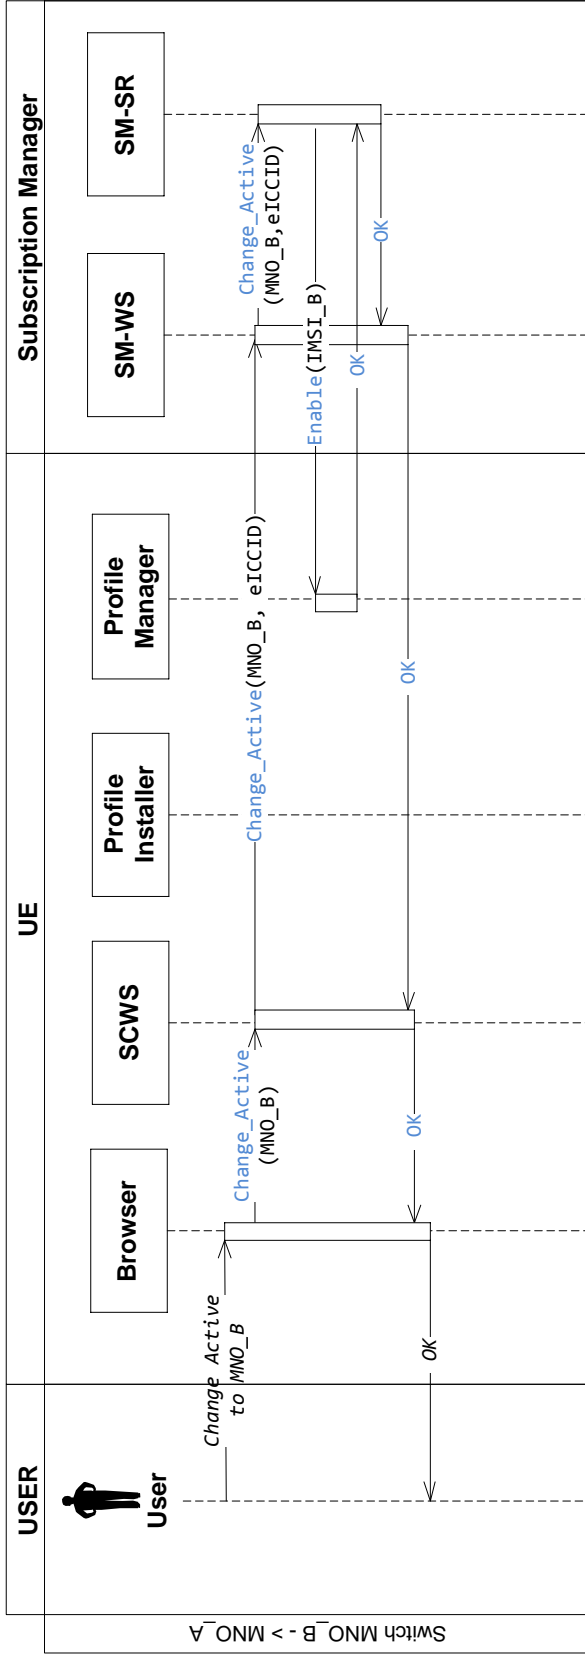 USER
UE
Subscription Manager
User
Browser
SCWS
Profile
Installer
Profile
Manager
SM-WS
SM-SR
Switch MNO_B - > MNO_A
Change Active
to MNO_B
Change_Active
(MNO_B)
Change_Active(MNO_B, eICCID)
Change_Active
(MNO_B,eICCID)
Enable(IMSI_B)
OK
OK
OK
OK
OK